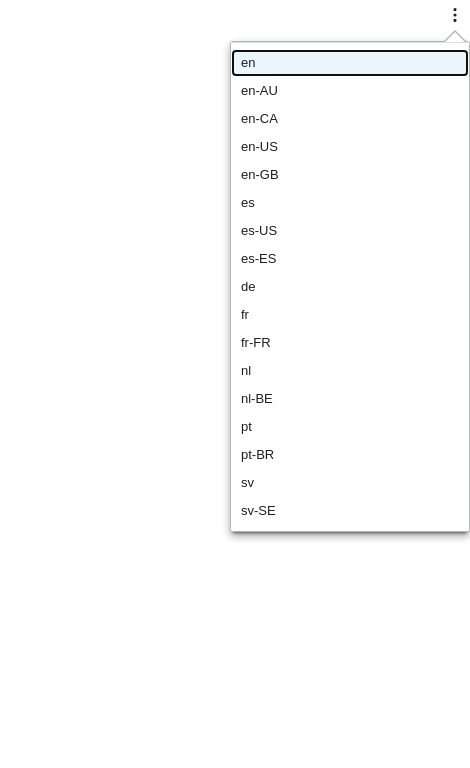 en
en-AU
en-CA
en-US
en-GB
es
es-US
es-ES
de
fr
fr-FR
nl
nl-BE
pt
pt-BR
sv
sv-SE